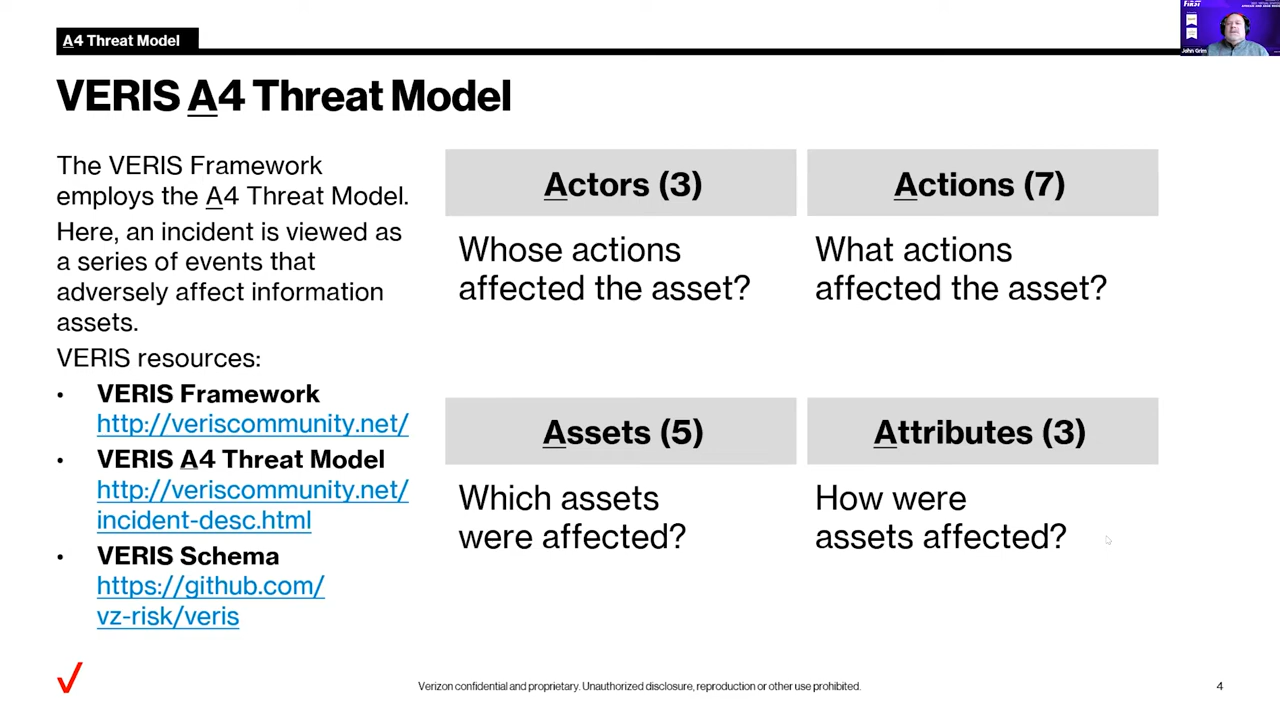 A4 Threat Model
VERIS A4 Threat Model
The VERIS Framework
employs the A4 Threat Model.
Here, an incident is viewed as
a series of events that
adversely affect information
assets.
VERIS resources:
• VERIS Framework
http://veriscommunity.net/
• VERIS A4 Threat Model
http://veriscommunity.net/
incident-desc.html
• VERIS Schema
https://github.com/
vz-risk/veris
Actors (3)
Whose actions
affected the asset?
Actions (7)
What actions
affected the asset?
Assets (5)
Which assets
were affected?
Attributes (3)
How were
assets affected?
Verizon confidential and proprietary. Unauthorized disclosure, reproduction or other use prohibited.
4
FIRST
John Grim